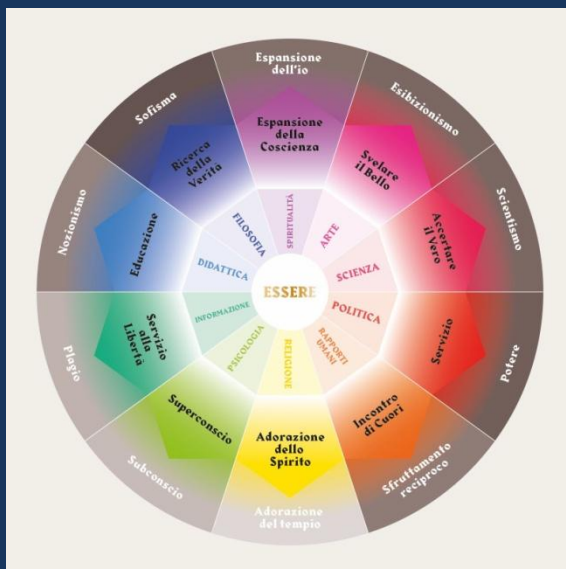 Espansione
dell'io
Esibizionismo
Scientismo
Potere
Sfruttamento
reciproco
Adorazione
del tempio
Subconscio
Plagio
Nozionismo
Sofisma
Espansione
della
Coscienza
Svelare
il Bello
Accertare
il Vero
Servizio
Incontro
di Cuori
Adorazione
dello
Spirito
Superconscio
Servizio
alla
Libertà
Educazione
Ricerca
della
Verità
SPIRITUALITÀ
ARTE
SCIENZA
POLITICA
RAPPORTI
UMANI
RELIGIONE
PSICOLOGIA
INFORMAZIONE
DIDATTICA
FILOSOFIA
ESSERE